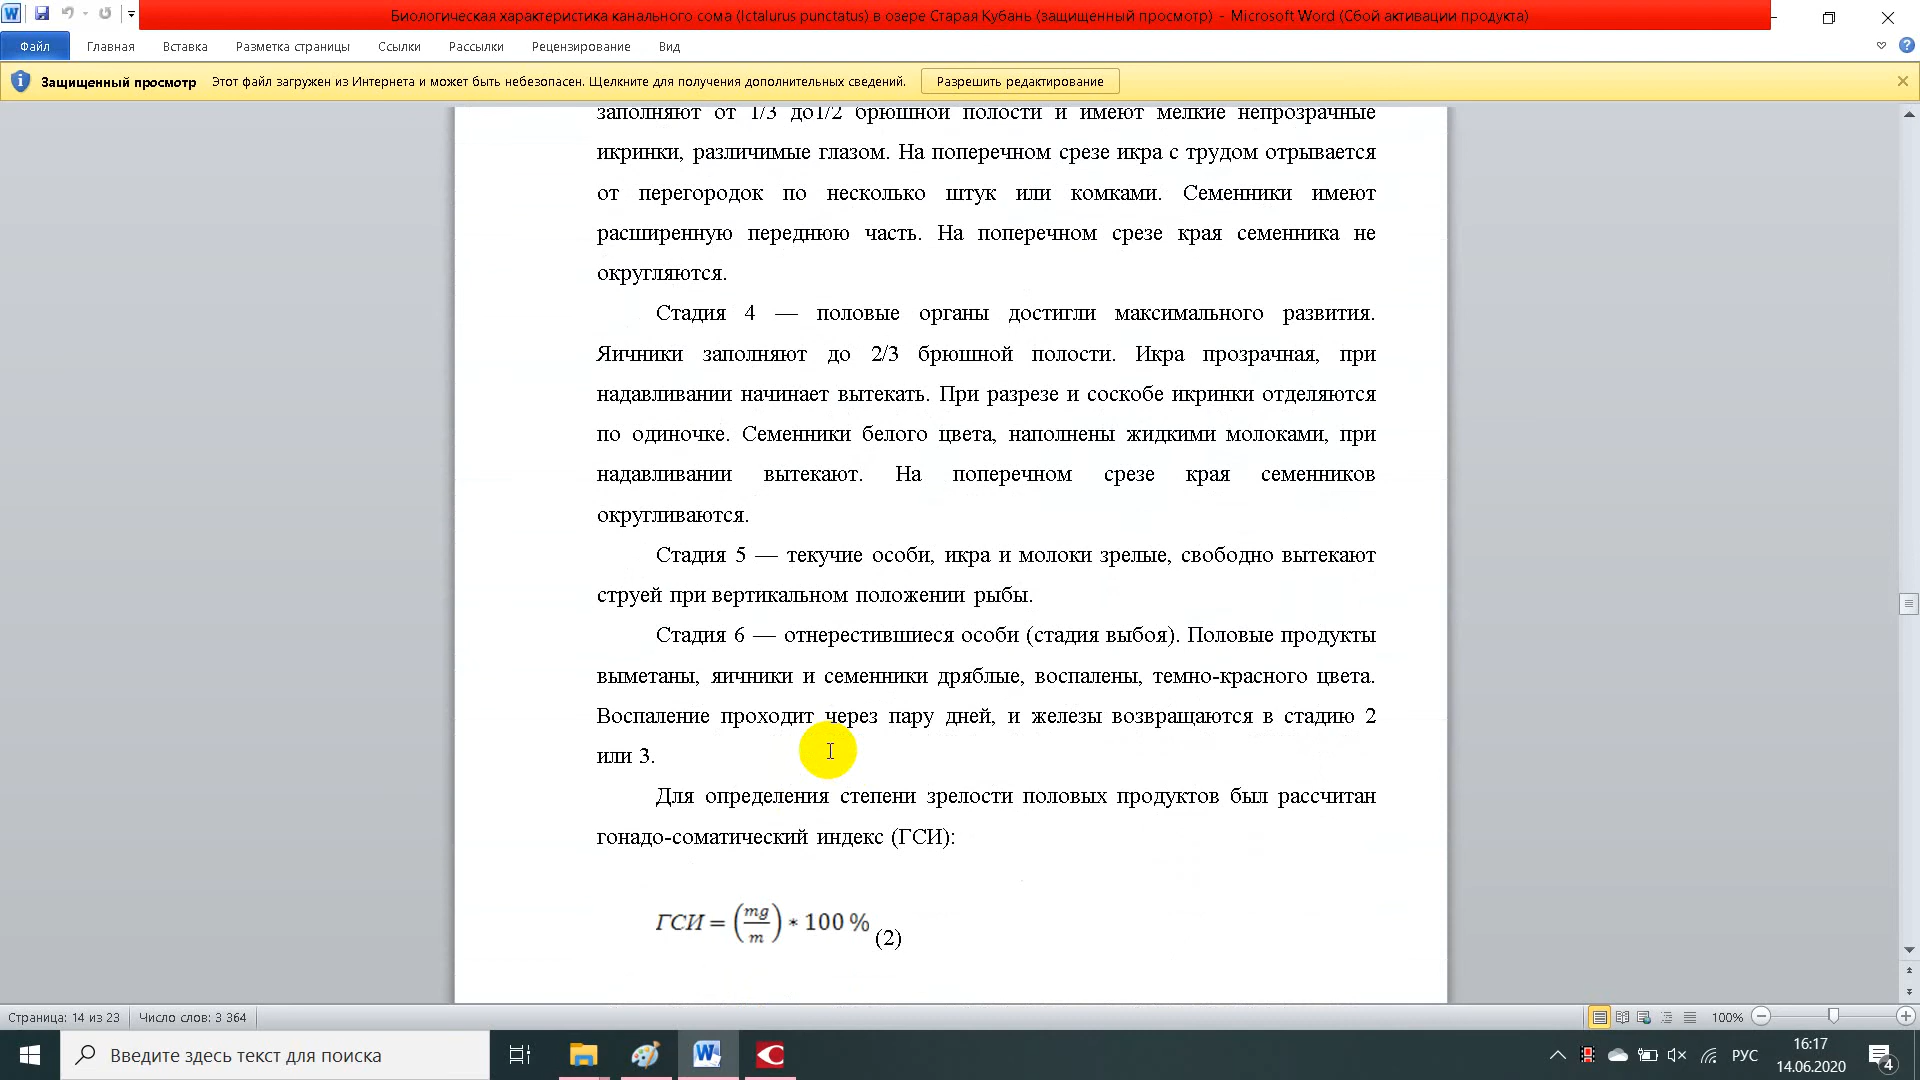 Биологическая характеристика канального сома (Ictalurus punctatus) в озере Старая Кубань (защищенный просмотр) - Microsoft Word (Сбой активации продукта)
Файл Главная Вставка Разметка страницы Ссылки Рассылки Рецензирование Вид
Защищенный просмотр Этот файл загружен из Интернета и может быть небезопасен. Щелкните для получения дополнительных сведений. Разрешить редактирование
заполняют от 1/3 до1/2 брюшной полости и имеют мелкие непрозрачные
икринки, различимые глазом. На поперечном срезе икра с трудом отрывается
от перегородок по несколько штук или комками. Семенники имеют
расширенную переднюю часть. На поперечном срезе края семенника не
округляются.
Стадия 4 — половые органы достигли максимального развития.
Яичники заполняют до 2/3 брюшной полости. Икра прозрачная, при
надавливании начинает вытекать. При разрезе и соскобе икринки отделяются
по одиночке. Семенники белого цвета, наполнены жидкими молоками, при
надавливании вытекают. На поперечном срезе края семенников
округливаются.
Стадия 5 — текучие особи, икра и молоки зрелые, свободно вытекают
струей при вертикальном положении рыбы.
Стадия 6 — отнерестившиеся особи (стадия выбоя). Половые продукты
выметаны, яичники и семенники дряблые, воспалены, темно-красного цвета.
Воспаление проходит через пару дней, и железы возвращаются в стадию 2
или 3.
Для определения степени зрелости половых продуктов был рассчитан
гонадо-соматический индекс (ГСИ):
ГСИ = (mg/m) * 100 % (2)
Страница: 14 из 23 Число слов: 3 364 100%
Введите здесь текст для поиска РУС 16:17
14.06.2020 4